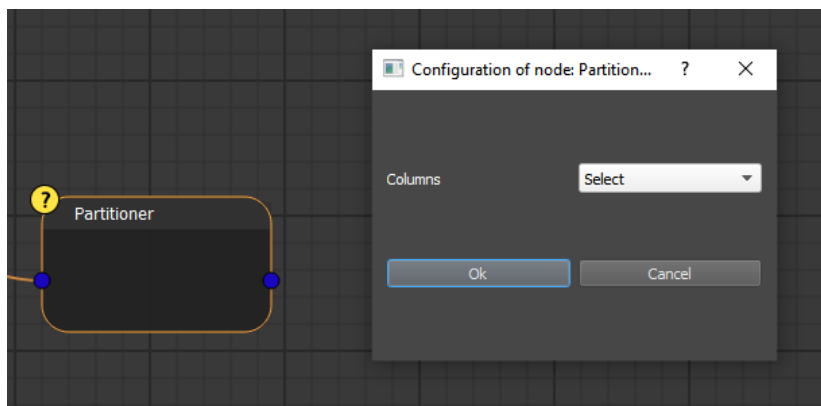 Configuration of node: Partition... ?
?
Partitioner
Columns
Select
Ok
Cancel